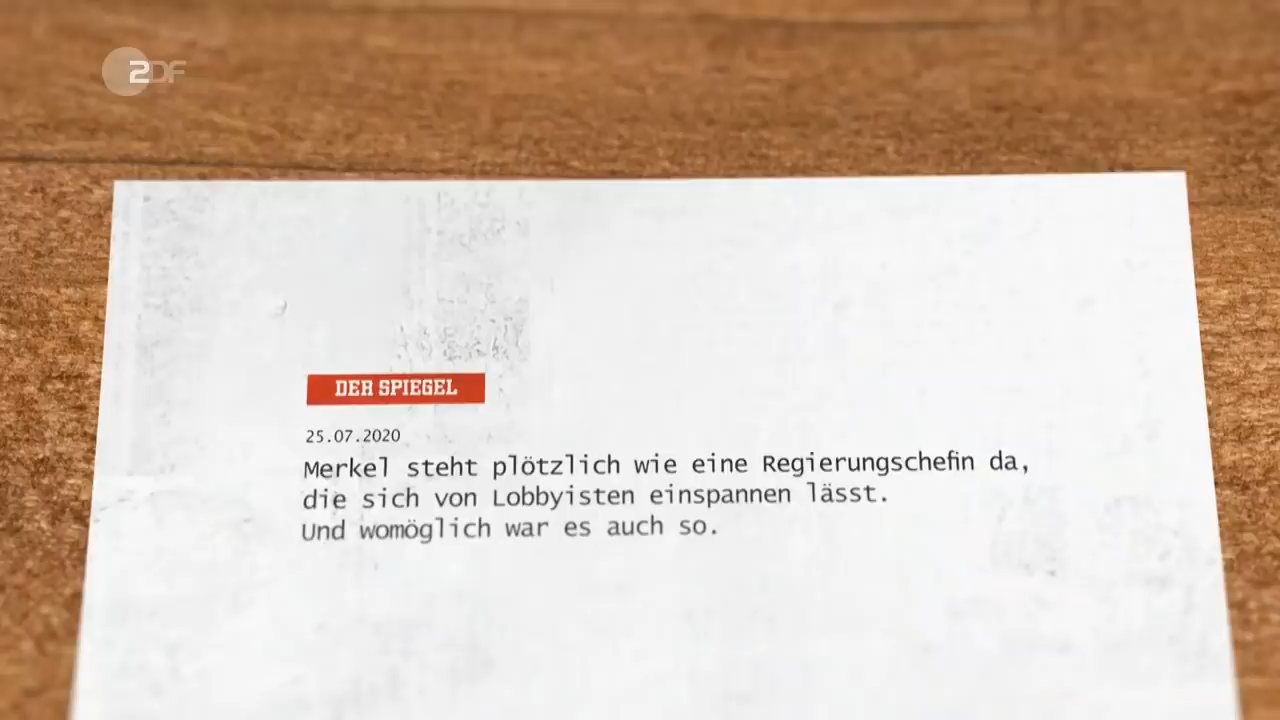 ZDF
DER SPIEGEL
25.07.2020
Merkel steht plötzlich wie eine Regierungschefin da,
die sich von Lobbyisten einspannen lässt.
Und womöglich war es auch so.